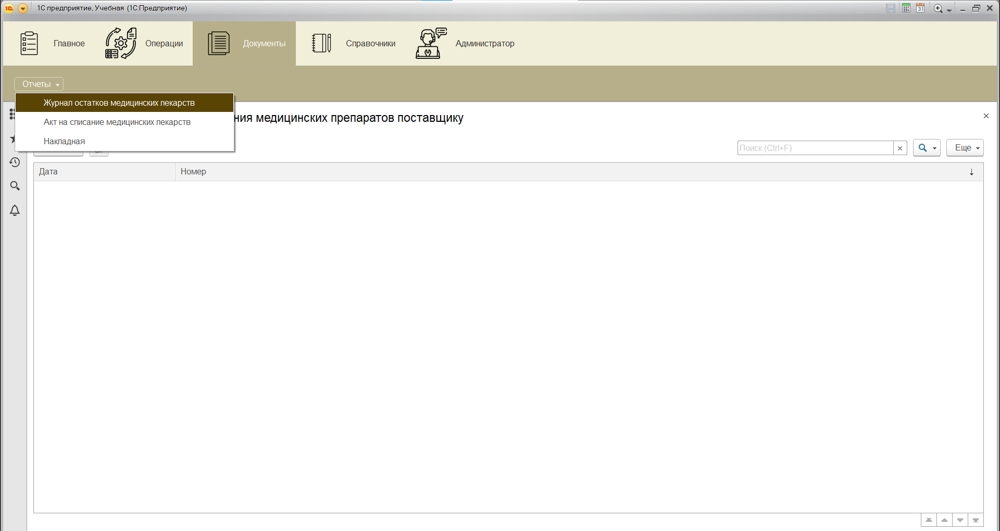 1С предприятие, Учебная (1С:Предприятие)
31
Главное
Операции
Документы
Справочники
Администратор
Отчеты
Журнал остатков медицинских лекарств
Акт на списание медицинских лекарств
Накладная
ния медицинских препаратов поставщику
Поиск (Ctrl+F)
Еще
Дата
Номер